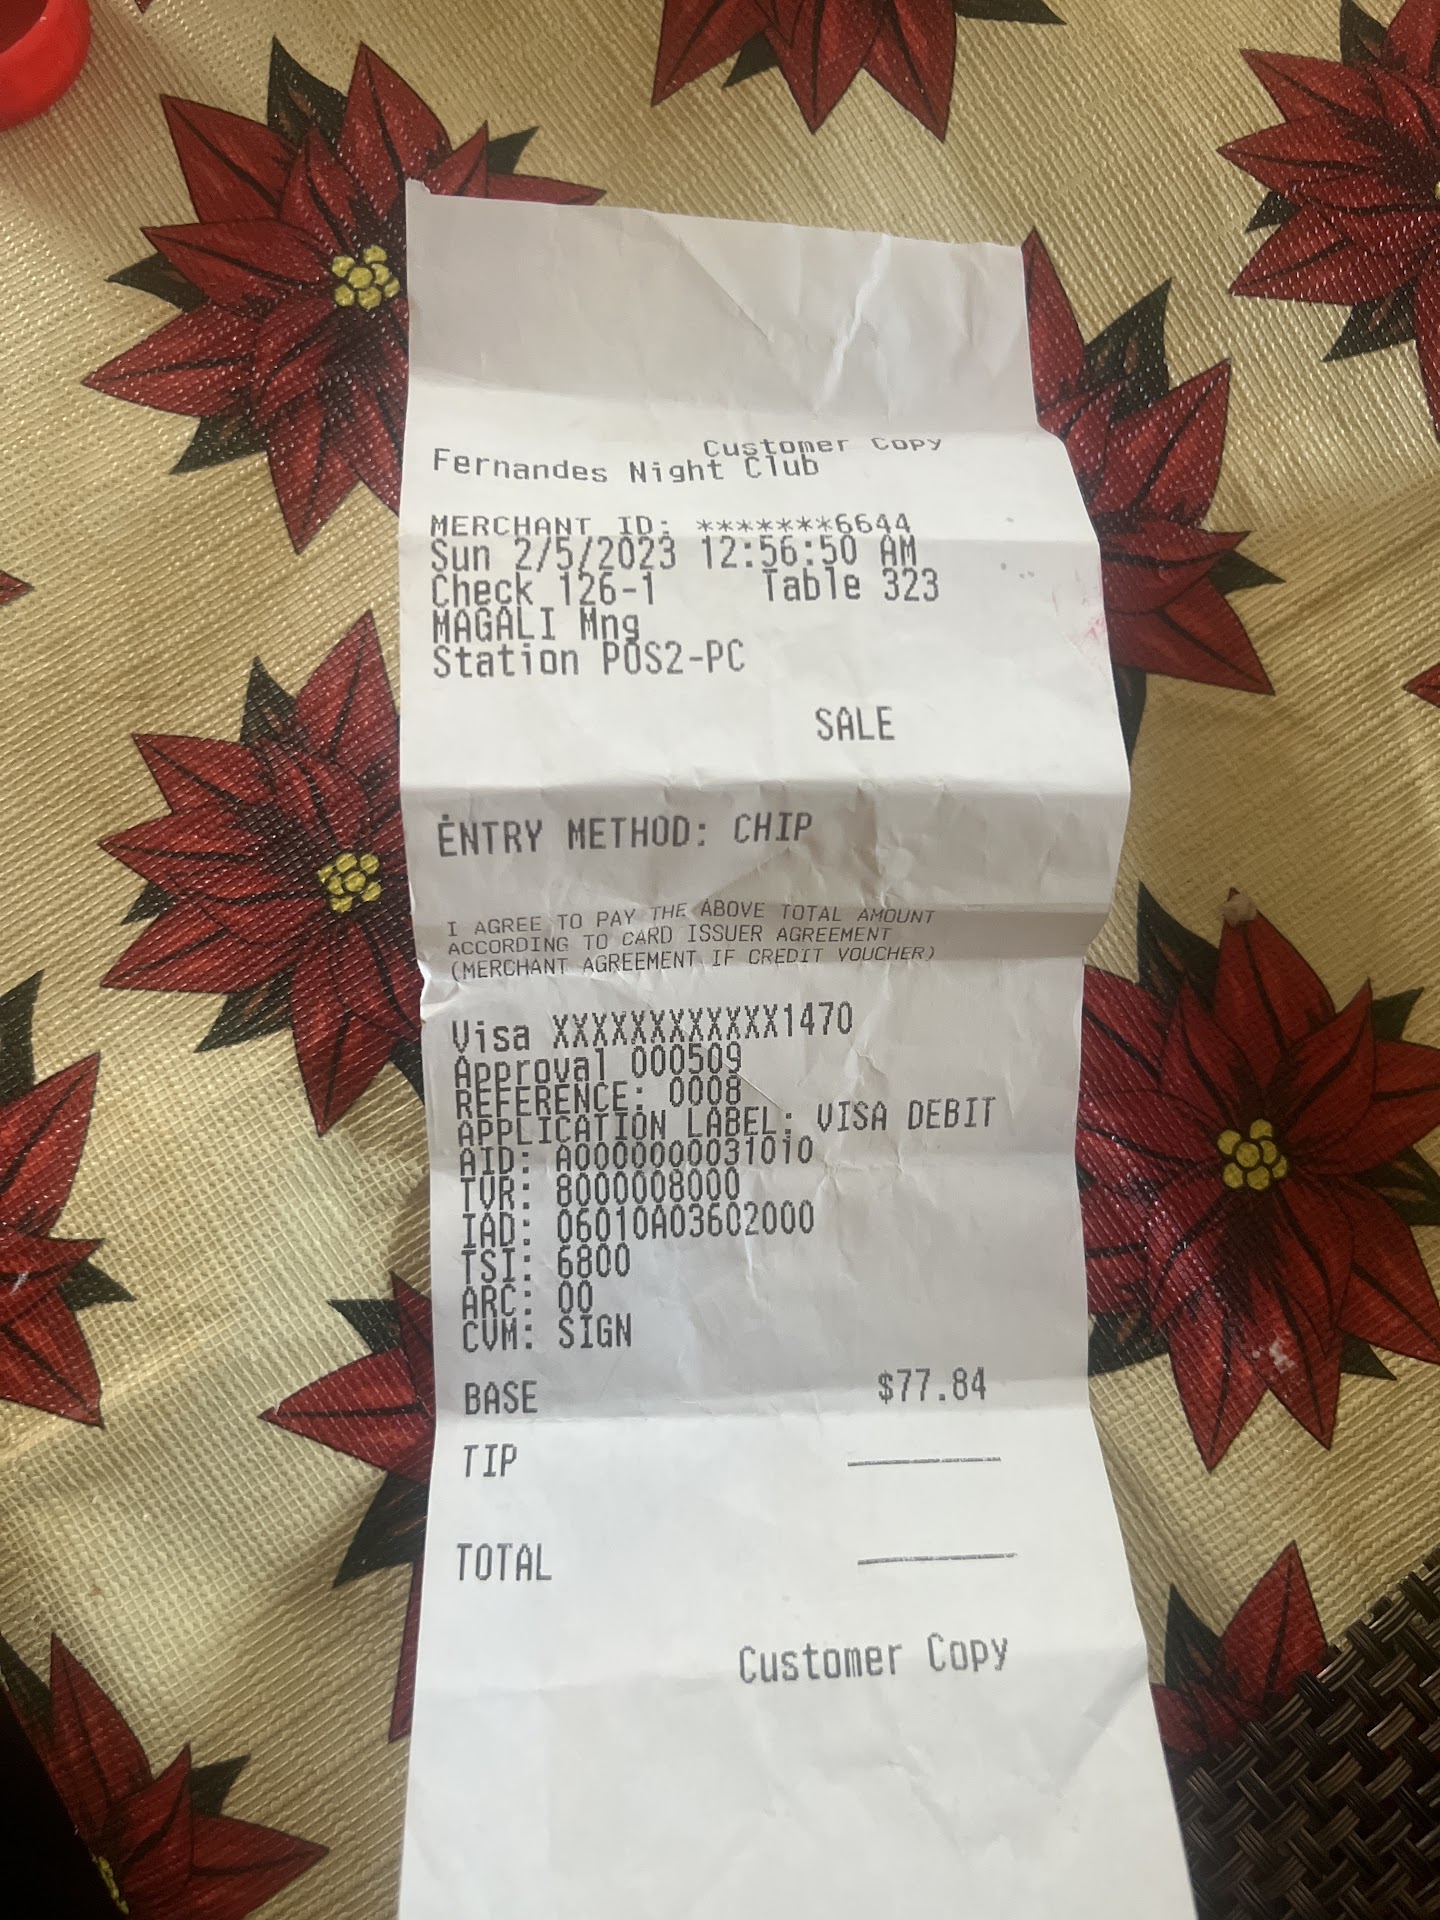 Customer Copy
Fernandes Night Club
MERCHANT ID: *******6644
Sun 2/5/2023 12:56:50 AM
Check 126-1 Table 323
MAGALI Mng
Station POS2-PC
SALE
ENTRY METHOD: CHIP
I AGREE TO PAY THE ABOVE TOTAL AMOUNT
ACCORDING TO CARD ISSUER AGREEMENT
(MERCHANT AGREEMENT IF CREDIT VOUCHER)
Visa XXXXXXXXXXXX1470
Approval 000509
REFERENCE: 0008
APPLICATION LABEL: VISA DEBIT
AID: A0000000031010
TVR: 8000008000
IAD: 06010A03602000
TSI: 6800
ARC: 00
CVM: SIGN
BASE $77.84
TIP
TOTAL
Customer Copy